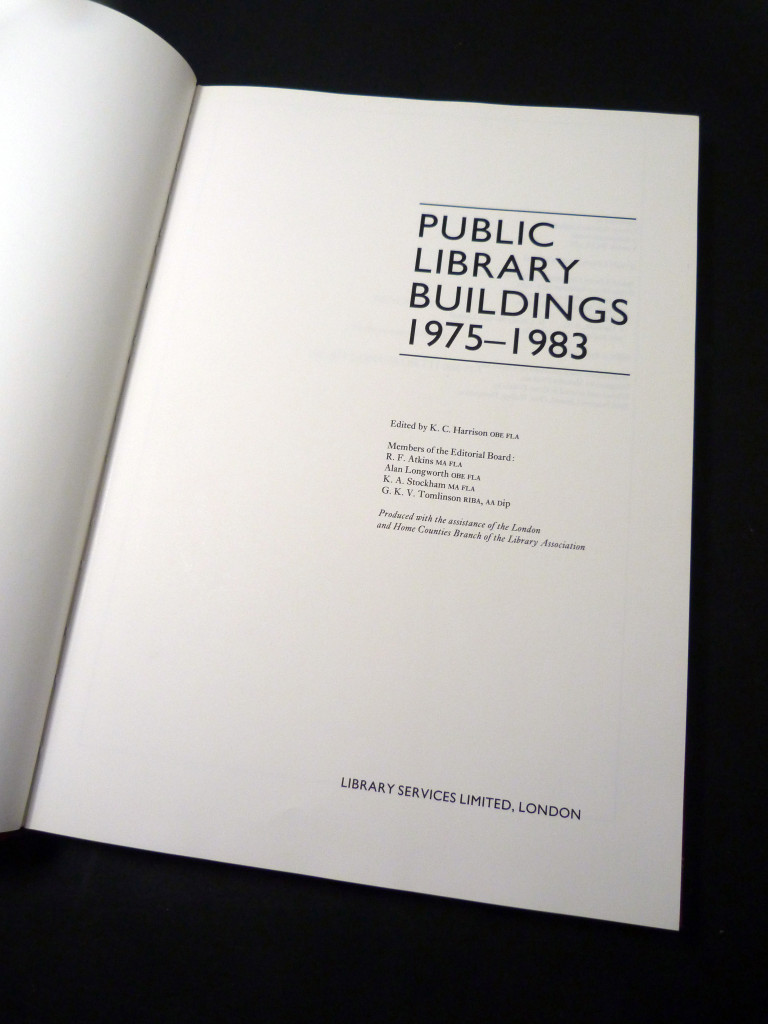 PUBLIC
LIBRARY
BUILDINGS
1975–1983
Edited by K. C. Harrison OBE FLA
Members of the Editorial Board:
R. F. Atkins MA FLA
Alan Longworth OBE FLA
K. A. Stockham MA FLA
G. K. V. Tomlinson RIBA, AA Dip
Produced with the assistance of the London
and Home Counties Branch of the Library Association
LIBRARY SERVICES LIMITED, LONDON